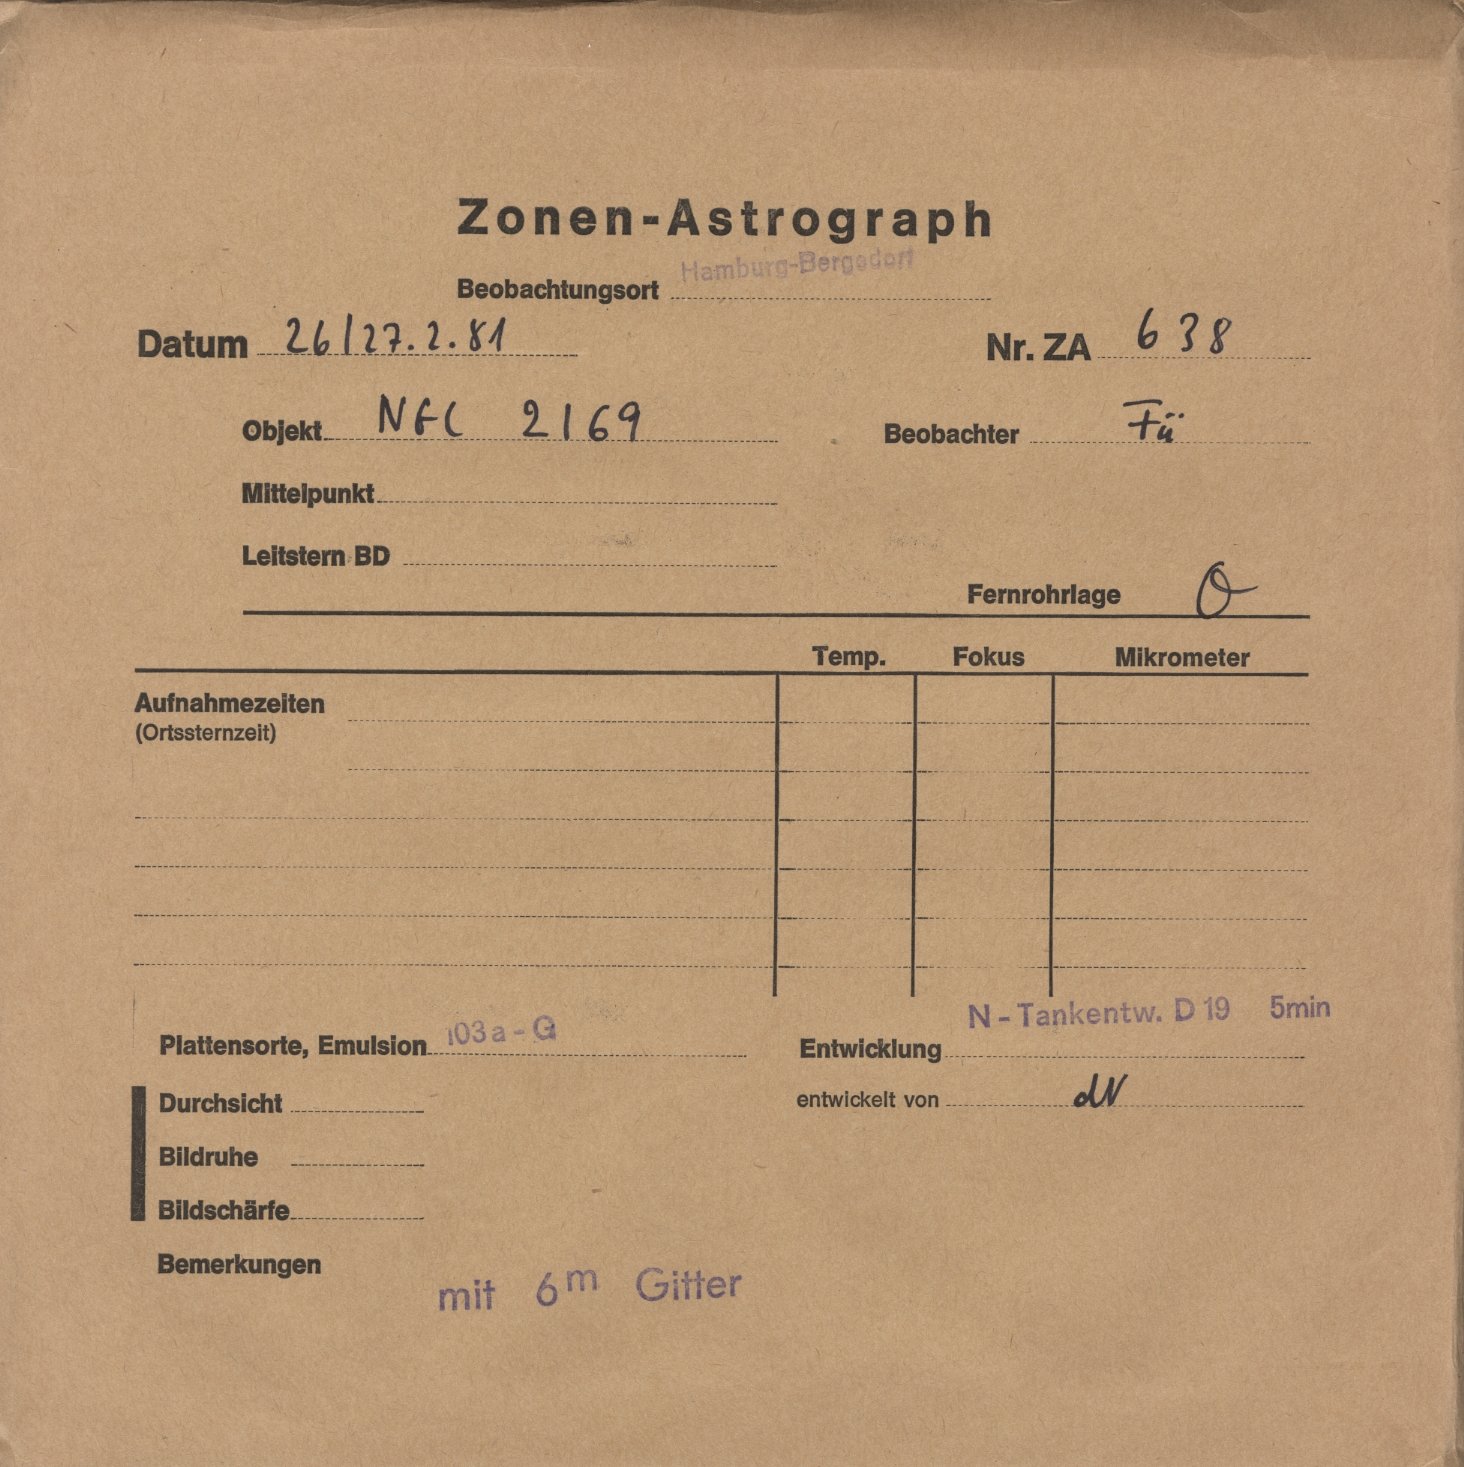 Zonen-Astrograph
Beobachtungsort Hamburg-Bergedorf
Datum 26/27.2.81
Nr. ZA 638
Objekt NGC 2169
Beobachter Fü
Mittelpunkt
Leitstern BD
Fernrohrlage O
Temp. Fokus Mikrometer
Aufnahmezeiten
(Ortssternzeit)
Plattensorte, Emulsion 103a-G
N-Tankentw. D 19 5min
Entwicklung
Durchsicht
entwickelt von dN
Bildruhe
Bildschärfe
Bemerkungen
mit 6m Gitter